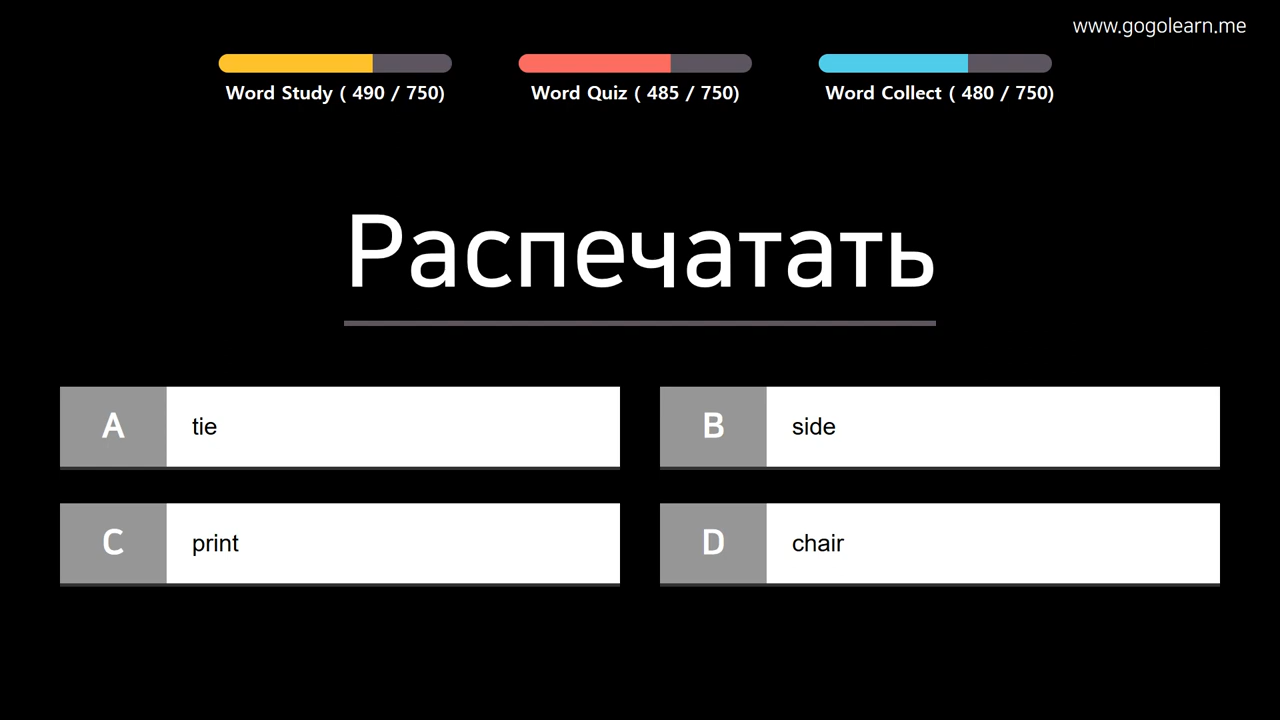 www.gogolearn.me
Word Study ( 490 / 750)
Word Quiz ( 485 / 750)
Word Collect ( 480 / 750)
Распечатать
A tie
B side
C print
D chair